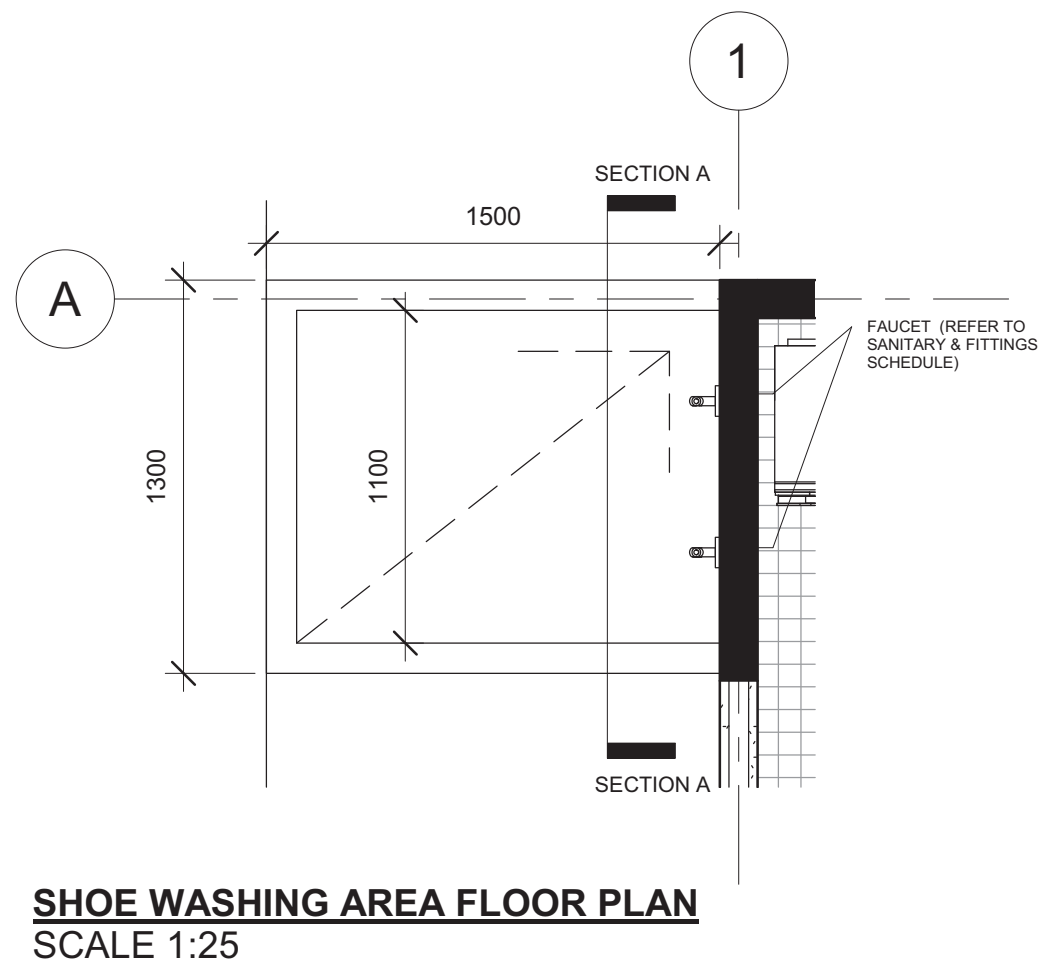 1
SECTION A
1500
A
FAUCET (REFER TO
SANITARY & FITTINGS
SCHEDULE)
1300
1100
SECTION A
SHOE WASHING AREA FLOOR PLAN
SCALE 1:25